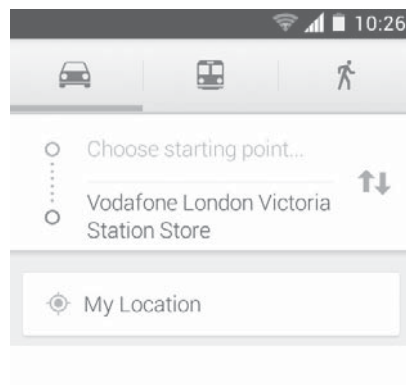 10:26
Choose starting point...
Vodafone London Victoria
Station Store
My Location